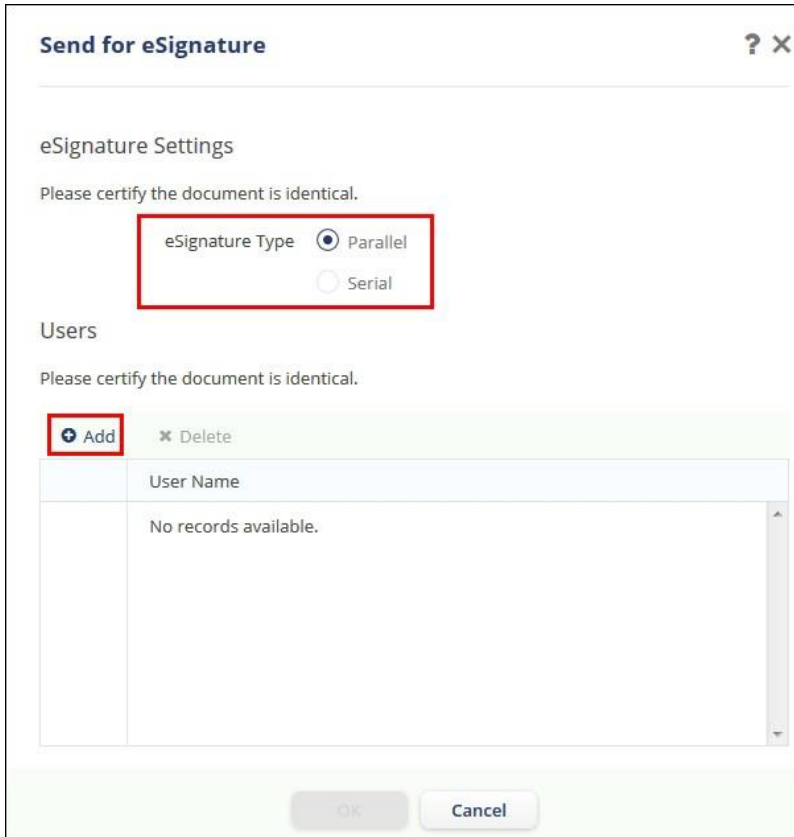 Send for eSignature ?
eSignature Settings
Please certify the document is identical.
eSignature Type Parallel
Serial
Users
Please certify the document is identical.
Add Delete
User Name
No records available.
OK Cancel